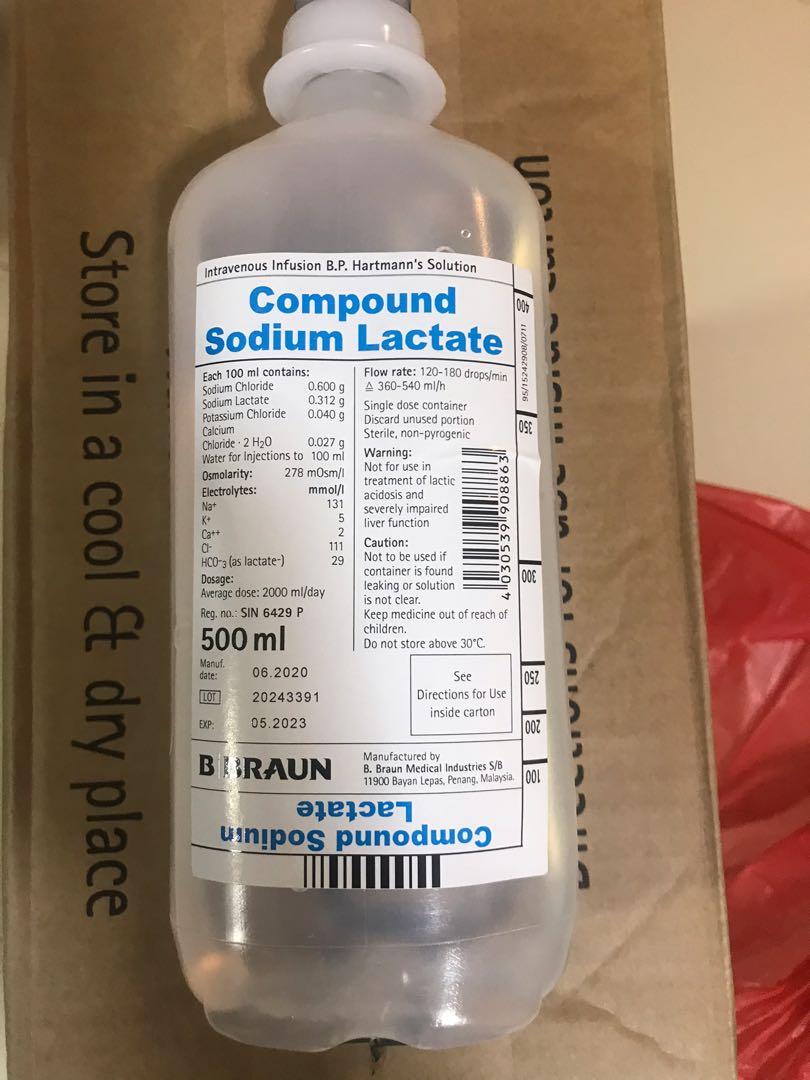 Intravenous Infusion B.P. Hartmann's Solution
Compound
Sodium Lactate
Each 100 ml contains:
Sodium Chloride 0.600 g
Sodium Lactate 0.312 g
Potassium Chloride 0.040 g
Calcium
Chloride · 2 H₂O 0.027 g
Water for Injections to 100 ml
Osmolarity: 278 mOsm/l
Electrolytes: mmol/l
Na+ 131
K+ 5
Ca++ 2
Cl- 111
HCO-₃ (as lactate-) 29
Dosage:
Average dose: 2000 ml/day
Reg. no.: SIN 6429 P
500 ml
Manuf.
date: 06.2020
LOT 20243391
EXP: 05.2023
Flow rate: 120-180 drops/min
≙ 360-540 ml/h
Single dose container
Discard unused portion
Sterile, non-pyrogenic
Warning:
Not for use in
treatment of lactic
acidosis and
severely impaired
liver function
Caution:
Not to be used if
container is found
leaking or solution
is not clear.
Keep medicine out of reach of
children.
Do not store above 30°C.
4 030539 908863
See
Directions for Use
inside carton
95/15242908/0711
400
350
300
250
200
100
B BRAUN
Manufactured by
B. Braun Medical Industries S/B
11900 Bayan Lepas, Penang, Malaysia.
Compound Sodium
Lactate
Store in a cool & dry place